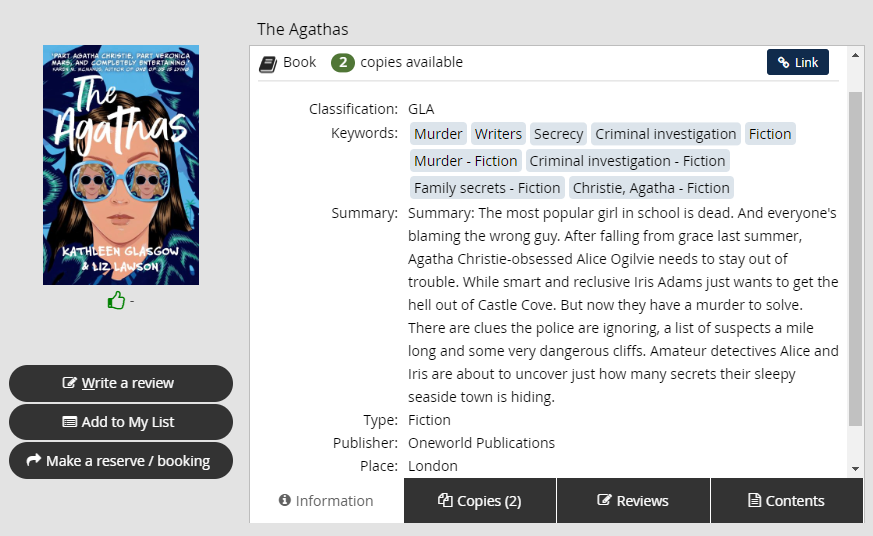 The Agathas
"PART AGATHA CHRISTIE, PART VERONICA
MARS, AND COMPLETELY ENTERTAINING."
KAREN M. MCMANUS, AUTHOR OF ONE OF US IS LYING
The
Agathas
KATHLEEN GLASGOW
& LIZ LAWSON
-
Write a review
Add to My List
Make a reserve / booking
Book 2 copies available
Link
Classification: GLA
Keywords: Murder Writers Secrecy Criminal investigation Fiction
Murder - Fiction Criminal investigation - Fiction
Family secrets - Fiction Christie, Agatha - Fiction
Summary: Summary: The most popular girl in school is dead. And everyone's
blaming the wrong guy. After falling from grace last summer,
Agatha Christie-obsessed Alice Ogilvie needs to stay out of
trouble. While smart and reclusive Iris Adams just wants to get the
hell out of Castle Cove. But now they have a murder to solve.
There are clues the police are ignoring, a list of suspects a mile
long and some very dangerous cliffs. Amateur detectives Alice and
Iris are about to uncover just how many secrets their sleepy
seaside town is hiding.
Type: Fiction
Publisher: Oneworld Publications
Place: London
Information
Copies (2)
Reviews
Contents